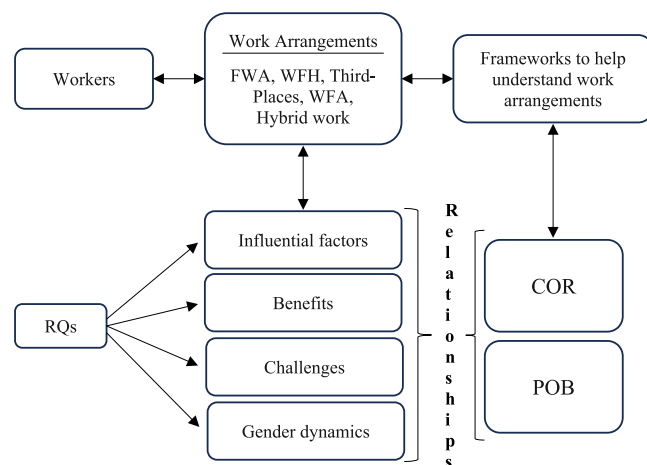 Workers
Work Arrangements
FWA, WFH, Third-
Places, WFA,
Hybrid work
Frameworks to help
understand work
arrangements
RQs
Influential factors
Benefits
Challenges
Gender dynamics
Relationships
COR
POB